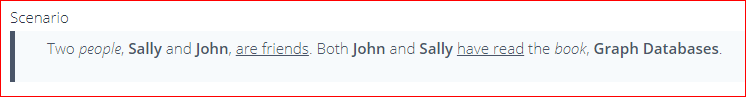 Scenario
Two people, Sally and John, are friends. Both John and Sally have read the book, Graph Databases.